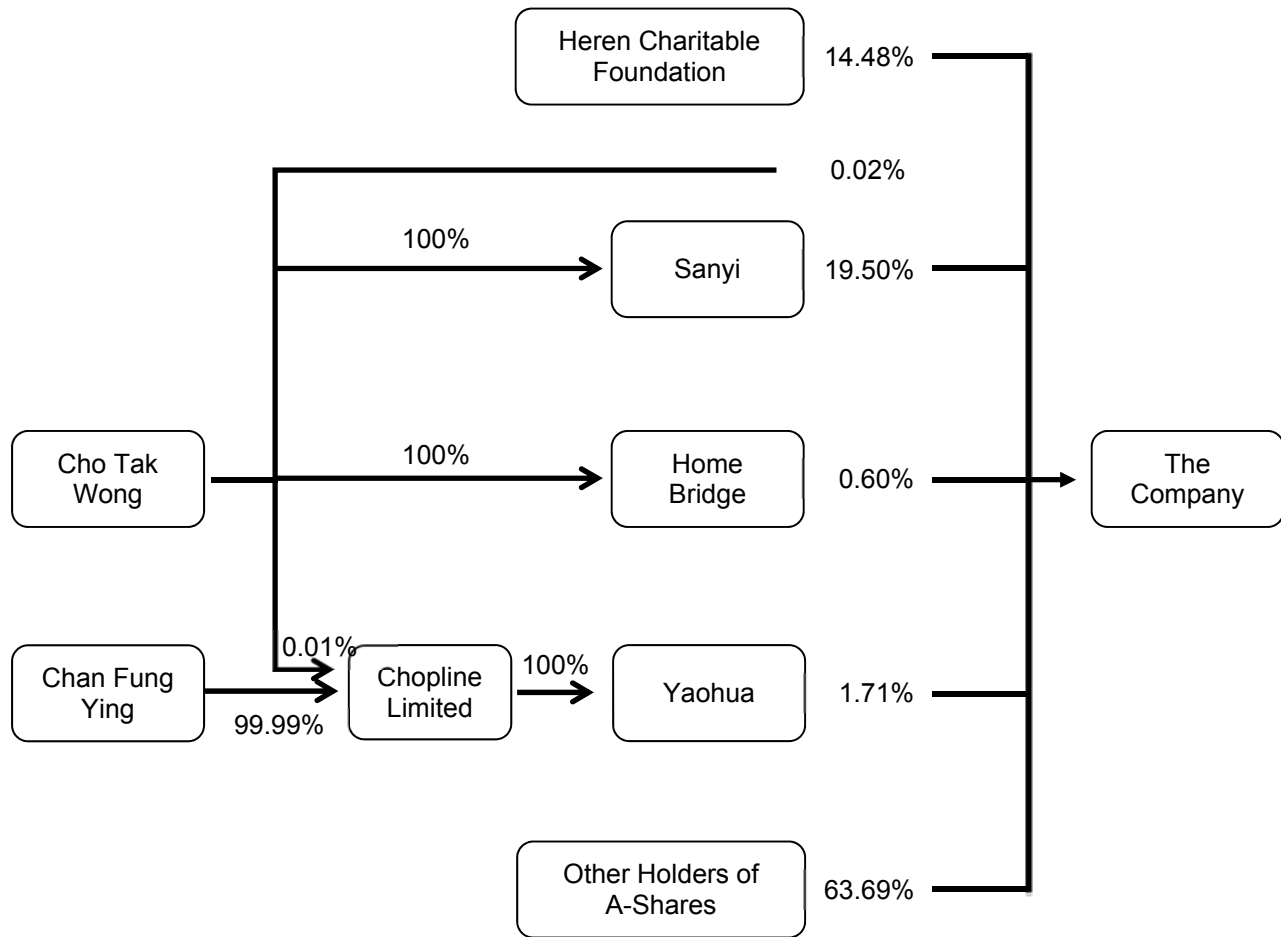 Heren Charitable
Foundation
14.48%
0.02%
100%
Sanyi
19.50%
Cho Tak
Wong
100%
Home
Bridge
0.60%
The
Company
Chan Fung
Ying
0.01%
99.99%
Chopline
Limited
100%
Yaohua
1.71%
Other Holders of
A-Shares
63.69%